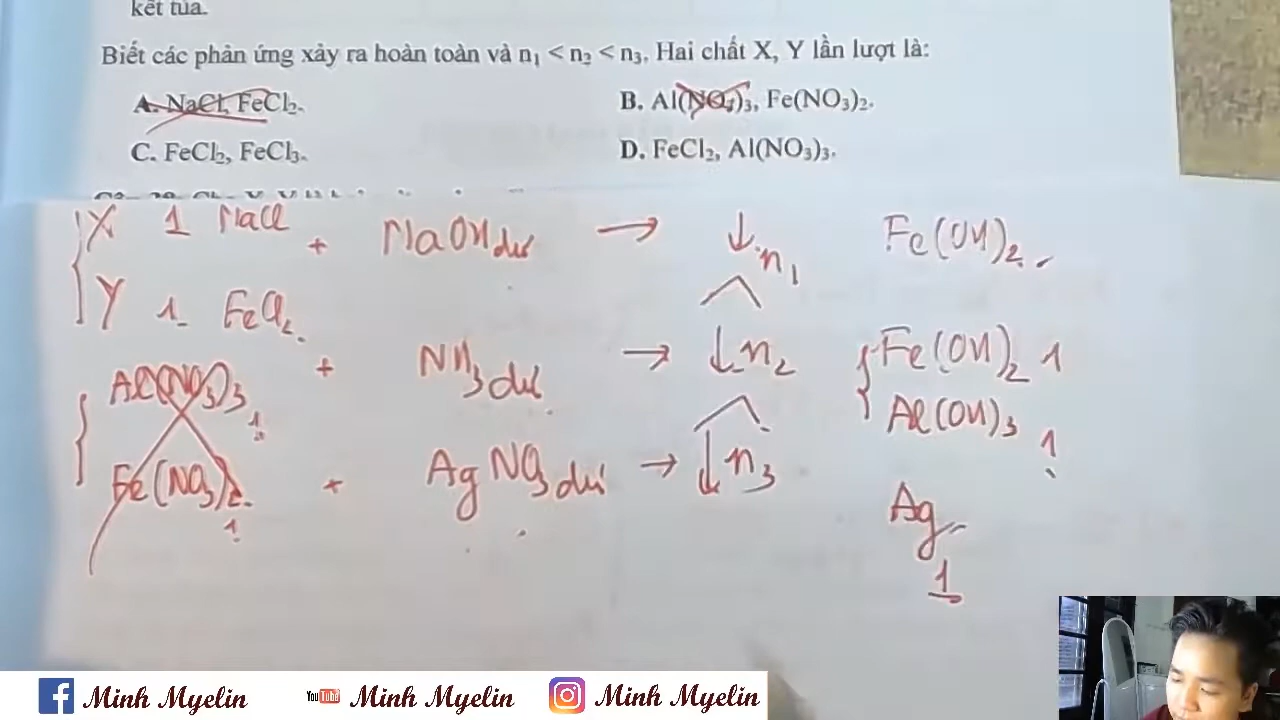 kết tủa.
Biết các phản ứng xảy ra hoàn toàn và n₁ < n₂ < n₃. Hai chất X, Y lần lượt là:
A. NaCl, FeCl₂. B. Al(NO₃)₃, Fe(NO₃)₂.
C. FeCl₂, FeCl₃. D. FeCl₂, Al(NO₃)₃.
X 1 NaCl + NaOH dư → ↓ n₁ Fe(OH)₂
Y 1 FeCl₂
Al(NO₃)₃ 1 + NH₃ dư → ↓ n₂ Fe(OH)₂ 1
Al(OH)₃ 1
Fe(NO₃)₂ 1 + AgNO₃ dư → ↓ n₃ Ag
1
Minh Myelin YouTube Minh Myelin Minh Myelin